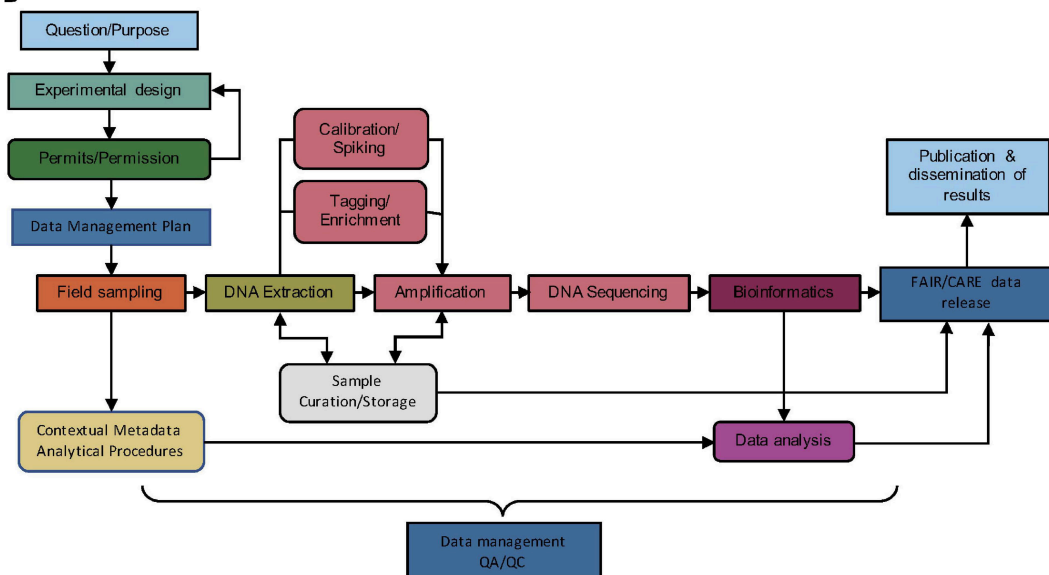 Question/Purpose
Experimental design
Permits/Permission
Data Management Plan
Calibration/
Spiking
Tagging/
Enrichment
Publication &
dissemination of
results
Field sampling
DNA Extraction
Amplification
DNA Sequencing
Bioinformatics
FAIR/CARE data
release
Sample
Curation/Storage
Contextual Metadata
Analytical Procedures
Data analysis
Data management
QA/QC